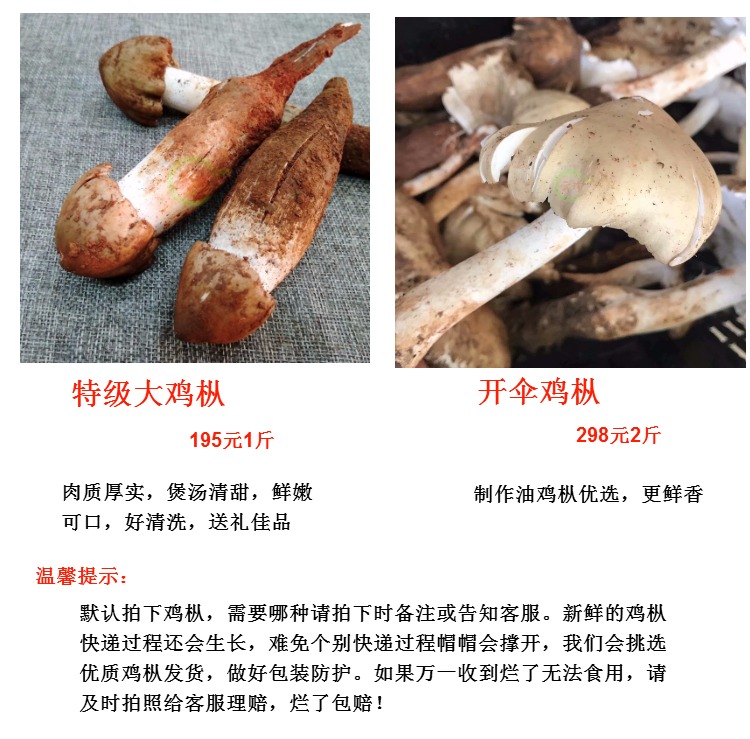 特级大鸡枞
195元1斤
肉质厚实，煲汤清甜，鲜嫩
可口，好清洗，送礼佳品
开伞鸡枞
298元2斤
制作油鸡枞优选，更鲜香
温馨提示：
默认拍下鸡枞，需要哪种请拍下时备注或告知客服。新鲜的鸡枞
快递过程还会生长，难免个别快递过程帽帽会撑开，我们会挑选
优质鸡枞发货，做好包装防护。如果万一收到烂了无法食用，请
及时拍照给客服理赔，烂了包赔！